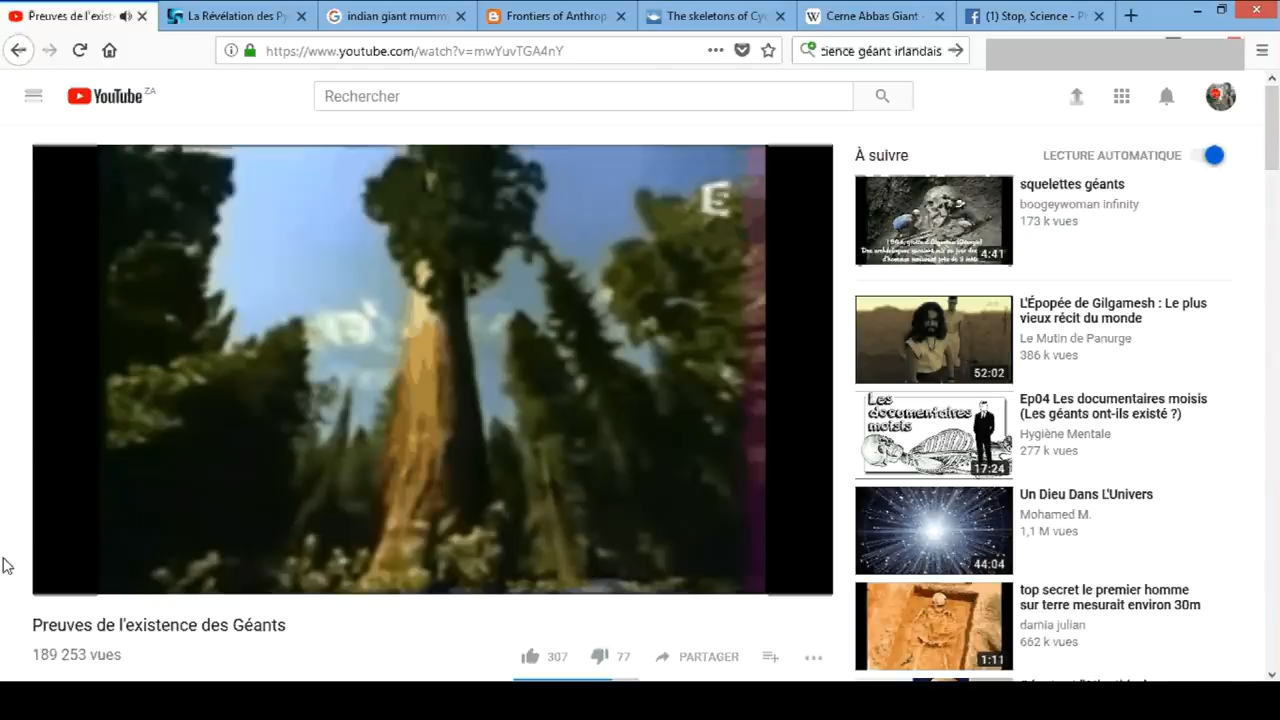 Preuves de l'exist
La Révélation des Py
indian giant mummy
Frontiers of Anthrop
The skeletons of Cyc
Cerne Abbas Giant -
(1) Stop, Science - P
https://www.youtube.com/watch?v=mwYuvTGA4nY
cience géant irlandais
YouTube ZA
Rechercher
À suivre
LECTURE AUTOMATIQUE
squelettes géants
boogeywoman infinity
173 k vues
4:41
L'Épopée de Gilgamesh : Le plus
vieux récit du monde
Le Mutin de Panurge
386 k vues
52:02
Les
documentaires
moisis
17:24
Ep04 Les documentaires moisis
(Les géants ont-ils existé ?)
Hygiène Mentale
277 k vues
Un Dieu Dans L'Univers
Mohamed M.
1,1 M vues
44:04
top secret le premier homme
sur terre mesurait environ 30m
damia julian
662 k vues
1:11
Preuves de l'existence des Géants
189 253 vues
307
77
PARTAGER